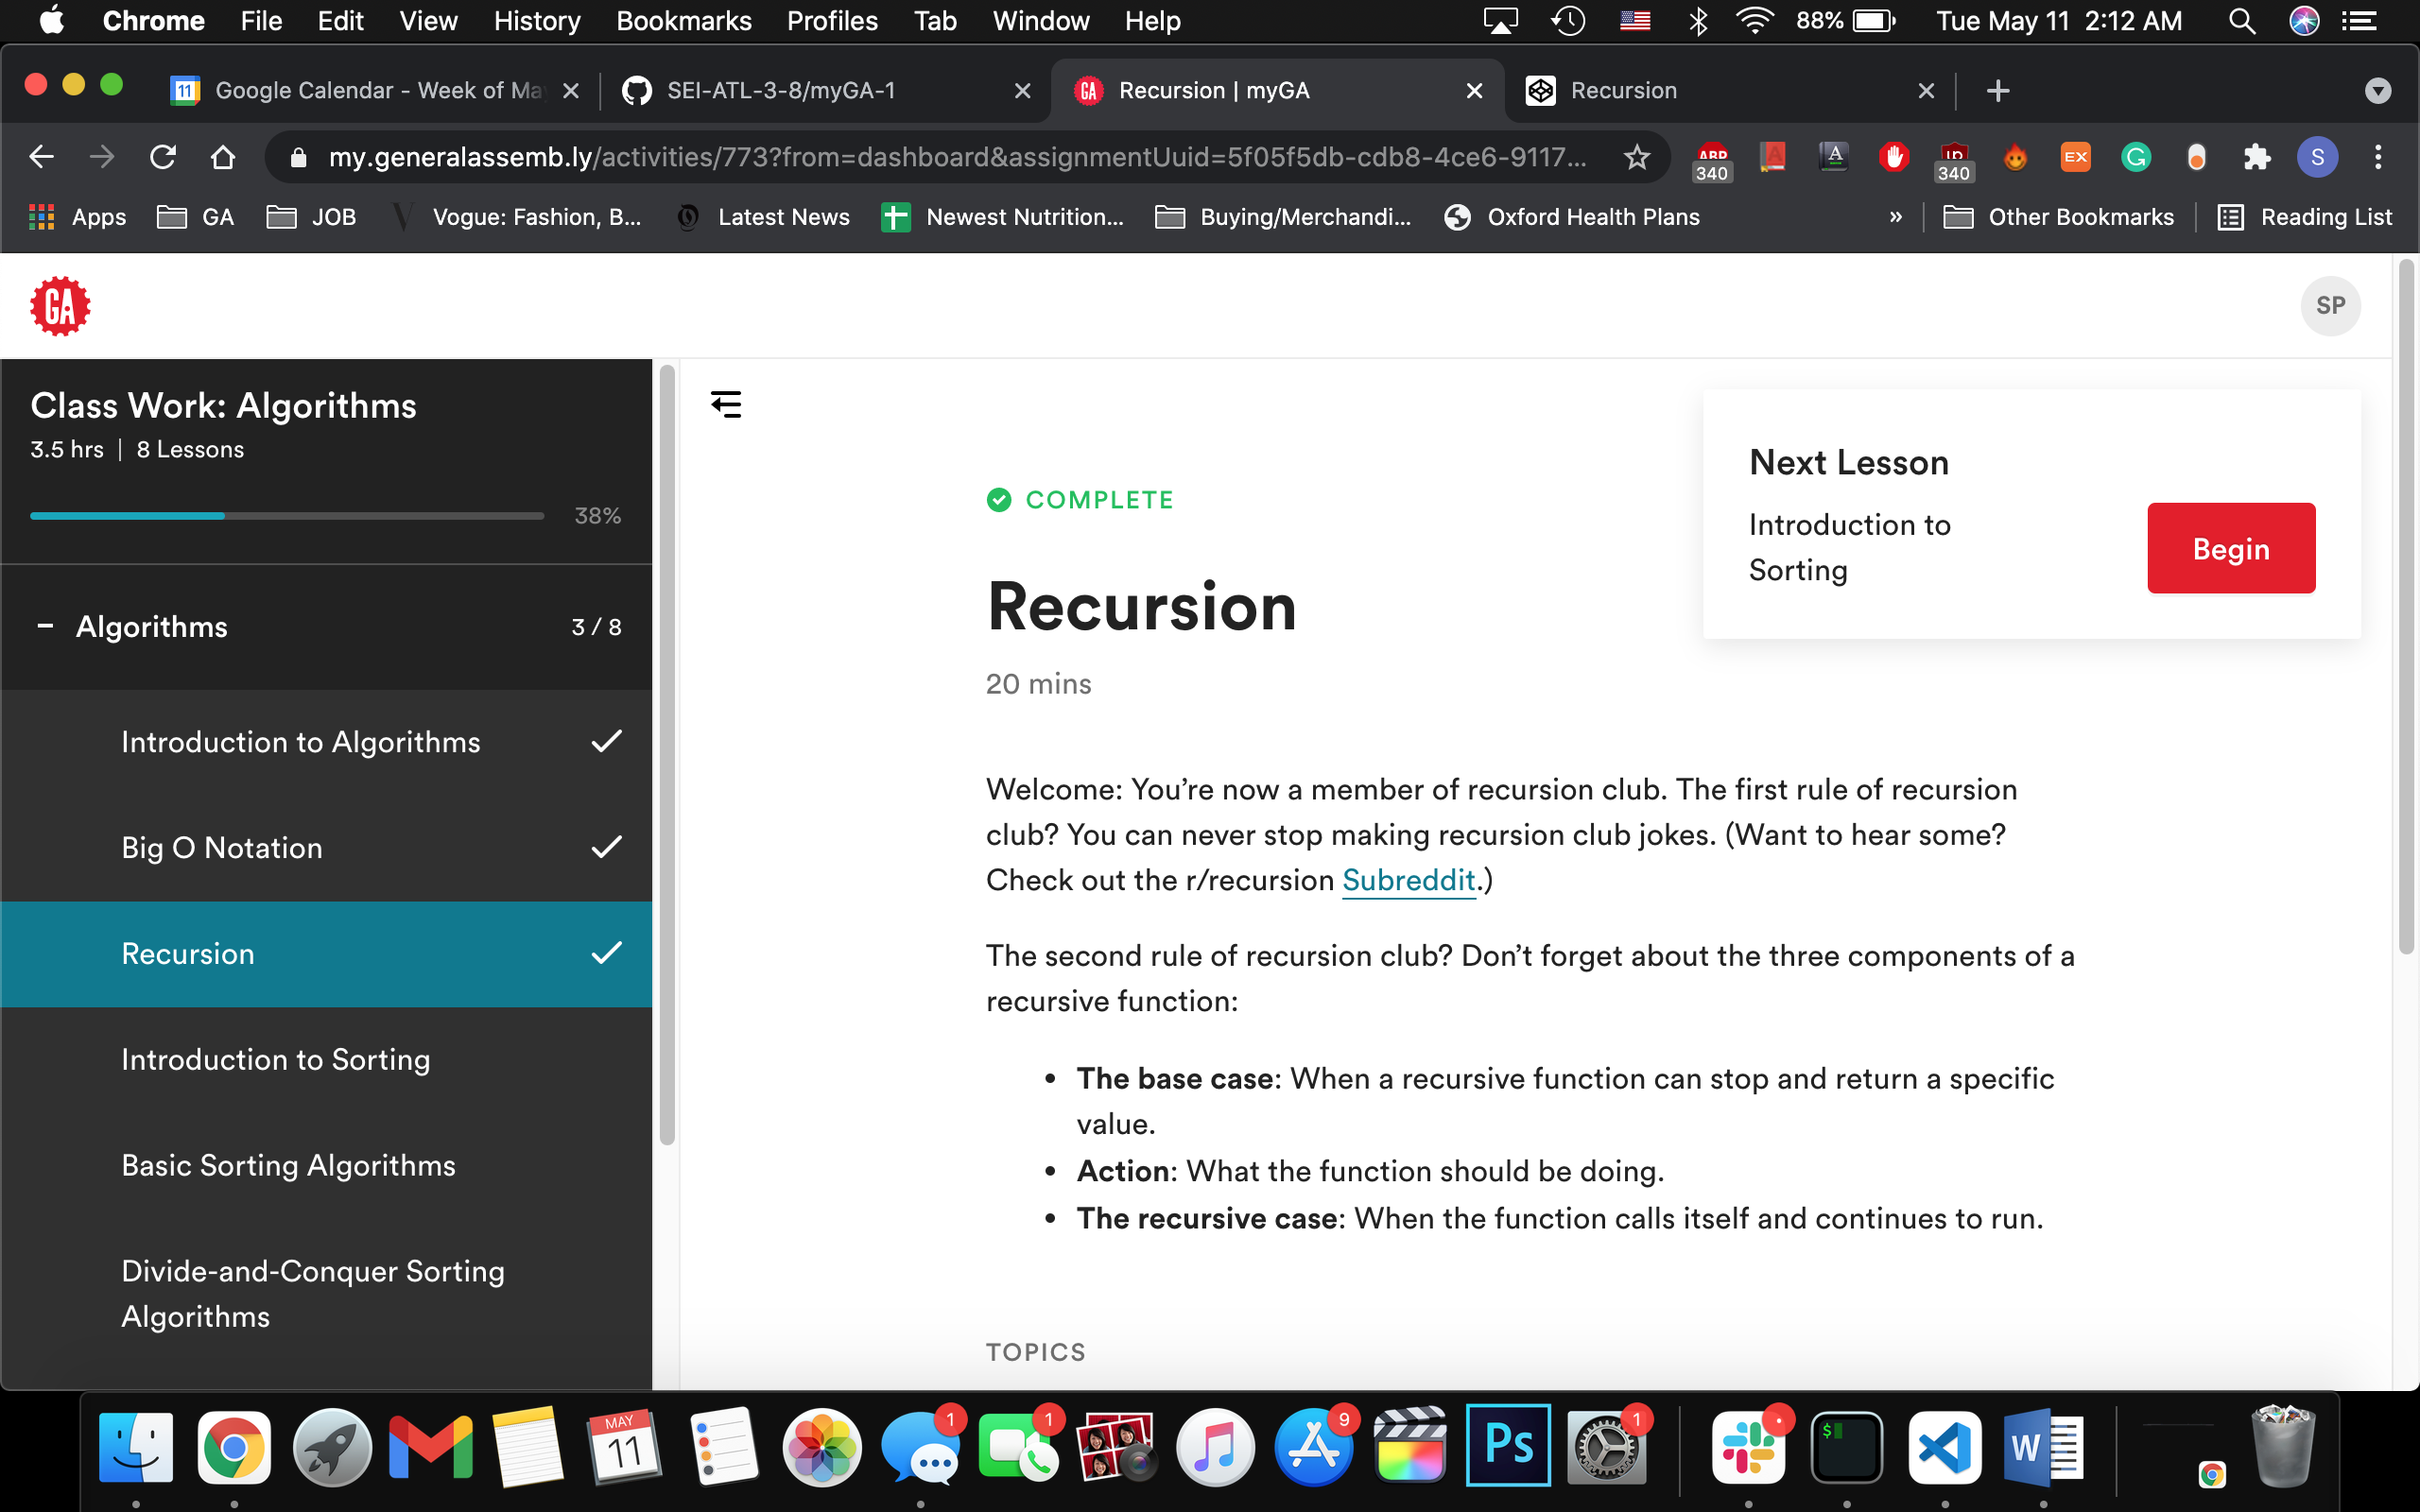 Chrome File Edit View History Bookmarks Profiles Tab Window Help 88% Tue May 11 2:12 AM
11 Google Calendar - Week of Ma SEI-ATL-3-8/myGA-1 GA Recursion | myGA Recursion
my.generalassemb.ly/activities/773?from=dashboard&assignmentUuid=5f05f5db-cdb8-4ce6-9117... ABP 340 A A 340 EX G S
Apps GA JOB V Vogue: Fashion, B... Latest News Newest Nutrition... Buying/Merchandi... Oxford Health Plans » Other Bookmarks Reading List
GA SP
Class Work: Algorithms
3.5 hrs | 8 Lessons
38%
Algorithms 3 / 8
Introduction to Algorithms
Big O Notation
Recursion
Introduction to Sorting
Basic Sorting Algorithms
Divide-and-Conquer Sorting
Algorithms
COMPLETE
Recursion
20 mins
Next Lesson
Introduction to
Sorting
Begin
Welcome: You’re now a member of recursion club. The first rule of recursion
club? You can never stop making recursion club jokes. (Want to hear some?
Check out the r/recursion Subreddit.)
The second rule of recursion club? Don’t forget about the three components of a
recursive function:
• The base case: When a recursive function can stop and return a specific
value.
• Action: What the function should be doing.
• The recursive case: When the function calls itself and continues to run.
TOPICS
MAY 11 1 1 9 Ps 1 $ W